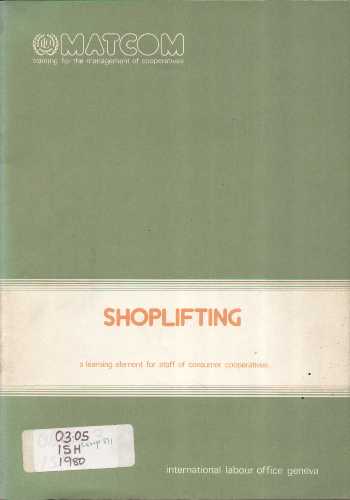 MATCOM
training for the management of cooperatives
SHOPLIFTING
a learning element for staff of consumer cooperatives
03.05
ISH
1980
international labour office geneva